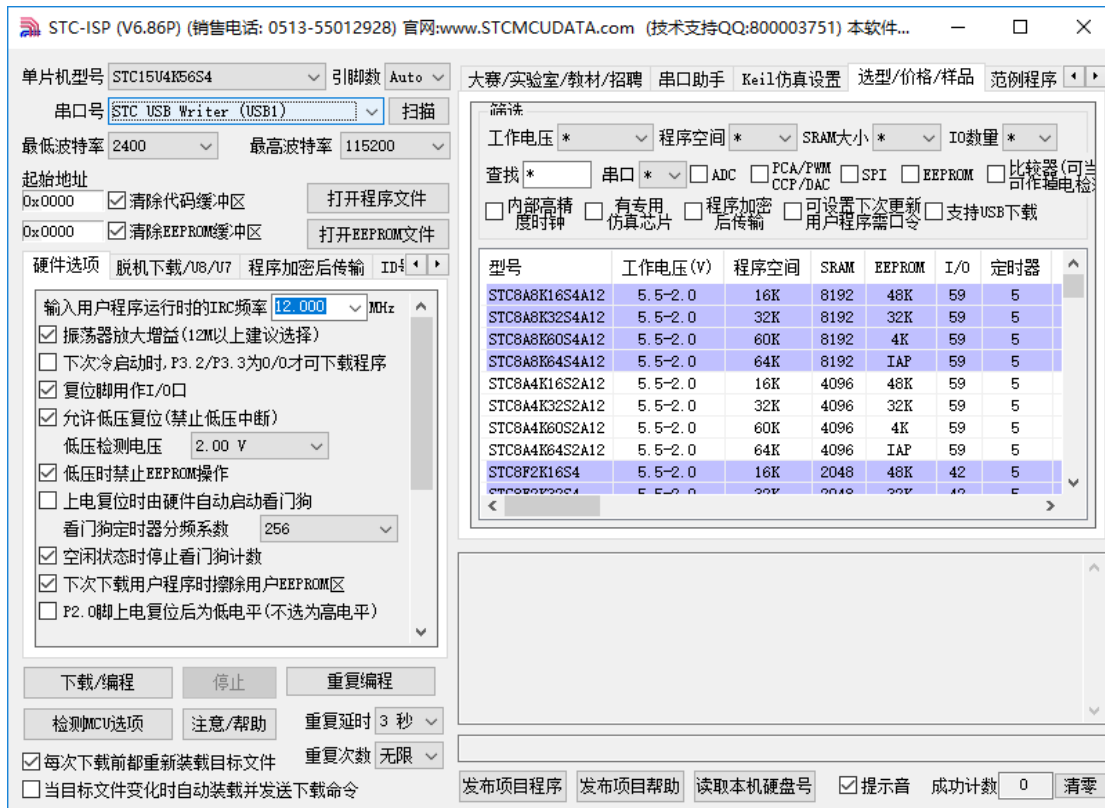 STC-ISP (V6.86P) (销售电话: 0513-55012928) 官网:www.STCMCUDATA.com (技术支持QQ:800003751) 本软件...
单片机型号 STC15U4K56S4 引脚数 Auto
串口号 STC USB Writer (USB1) 扫描
最低波特率 2400 最高波特率 115200
起始地址
0x0000 清除代码缓冲区 打开程序文件
0x0000 清除EEPROM缓冲区 打开EEPROM文件
硬件选项 脱机下载/U8/U7 程序加密后传输
输入用户程序运行时的IRC频率 12.000 MHz
振荡器放大增益(12M以上建议选择)
下次冷启动时,P3.2/P3.3为0/0才可下载程序
复位脚用作I/O口
允许低压复位(禁止低压中断)
低压检测电压 2.00 V
低压时禁止EEPROM操作
上电复位时由硬件自动启动看门狗
看门狗定时器分频系数 256
空闲状态时停止看门狗计数
下次下载用户程序时擦除用户EEPROM区
P2.0脚上电复位后为低电平(不选为高电平)
下载/编程 停止 重复编程
检测MCU选项 注意/帮助 重复延时 3 秒
重复次数 无限
每次下载前都重新装载目标文件
当目标文件变化时自动装载并发送下载命令
大赛/实验室/教材/招聘 串口助手 Keil仿真设置 选型/价格/样品 范例程序
筛选
工作电压 * 程序空间 * SRAM大小 * IO数量 *
查找 * 串口 * ADC PCA/PWM CCP/DAC SPI EEPROM 比较器(可当
内部高精度时钟 有专用仿真芯片 程序加密后传输 可设置下次更新用户程序需口令 支持USB下载
型号 工作电压(V) 程序空间 SRAM EEPROM I/O 定时器
STC8A8K16S4A12 5.5-2.0 16K 8192 48K 59 5
STC8A8K32S4A12 5.5-2.0 32K 8192 32K 59 5
STC8A8K60S4A12 5.5-2.0 60K 8192 4K 59 5
STC8A8K64S4A12 5.5-2.0 64K 8192 IAP 59 5
STC8A4K16S2A12 5.5-2.0 16K 4096 48K 59 5
STC8A4K32S2A12 5.5-2.0 32K 4096 32K 59 5
STC8A4K60S2A12 5.5-2.0 60K 4096 4K 59 5
STC8A4K64S2A12 5.5-2.0 64K 4096 IAP 59 5
STC8F2K16S4 5.5-2.0 16K 2048 48K 42 5
STC8F2K32S4 5.5-2.0 32K 2048 32K 42 5
发布项目程序 发布项目帮助 读取本机硬盘号 提示音 成功计数 0 清零